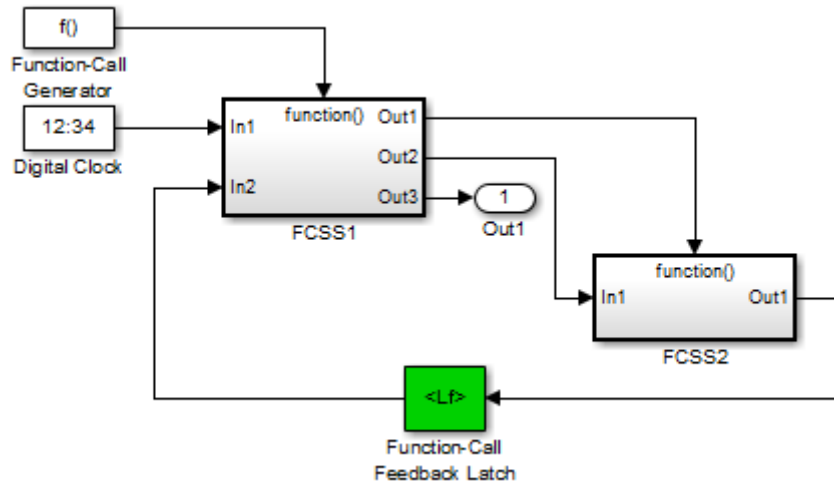 f()
Function-Call
Generator
12:34
Digital Clock
function()
In1
In2
Out1
Out2
Out3
FCSS1
1
Out1
function()
In1
Out1
FCSS2
<Lf>
Function-Call
Feedback Latch